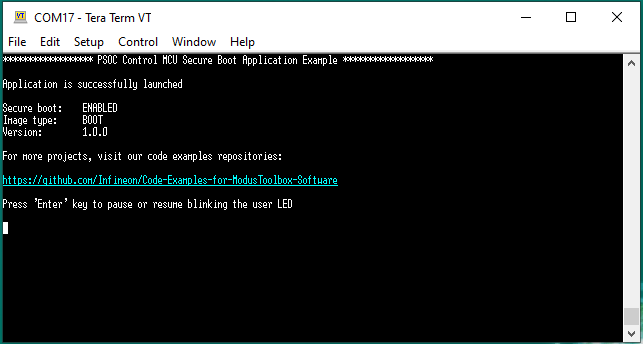 VT COM17 - Tera Term VT
File Edit Setup Control Window Help
****************** PSOC Control MCU Secure Boot Application Example ******************
Application is successfully launched
Secure boot: ENABLED
Image type: BOOT
Version: 1.0.0
For more projects, visit our code examples repositories:
https://github.com/Infineon/Code-Examples-for-ModusToolbox-Software
Press 'Enter' key to pause or resume blinking the user LED